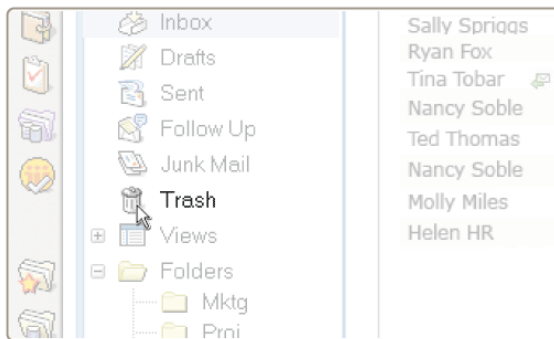 Inbox
Drafts
Sent
Follow Up
Junk Mail
Trash
Views
Folders
Mktg
Proj
Sally Spriggs
Ryan Fox
Tina Tobar
Nancy Soble
Ted Thomas
Nancy Soble
Molly Miles
Helen HR